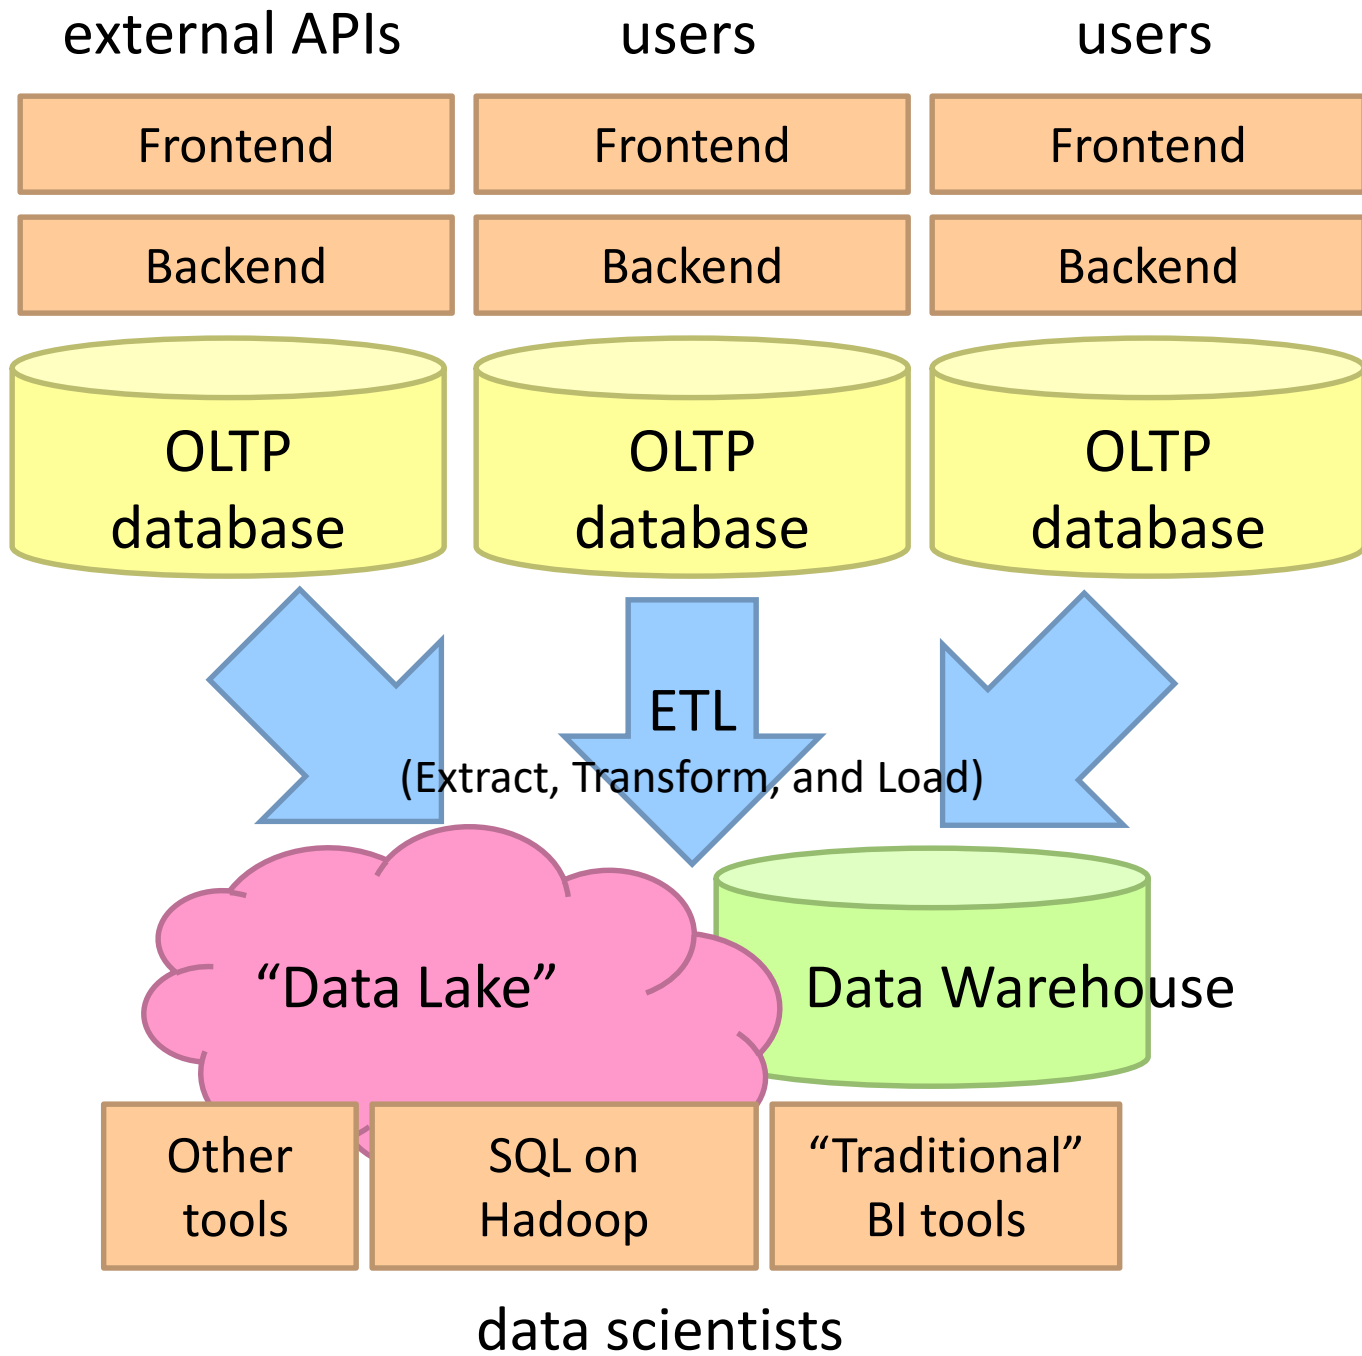 external APIs
users
users
Frontend
Frontend
Frontend
Backend
Backend
Backend
OLTP
database
OLTP
database
OLTP
database
ETL
(Extract, Transform, and Load)
“Data Lake”
Data Warehouse
Other
tools
SQL on
Hadoop
“Traditional”
BI tools
data scientists